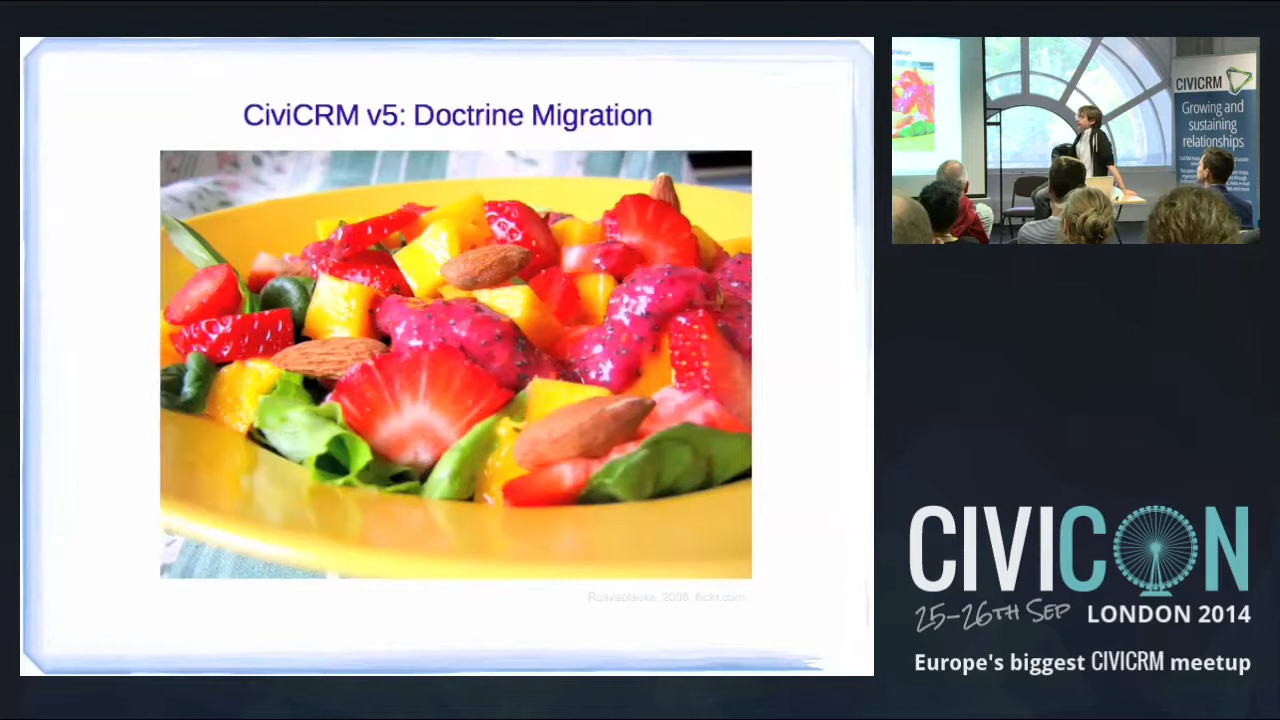 CiviCRM v5: Doctrine Migration
2008, flickr.com
CIVICRM
Growing and
sustaining
relationships
CIVICON
25-26TH SEP LONDON 2014
Europe's biggest CIVICRM meetup